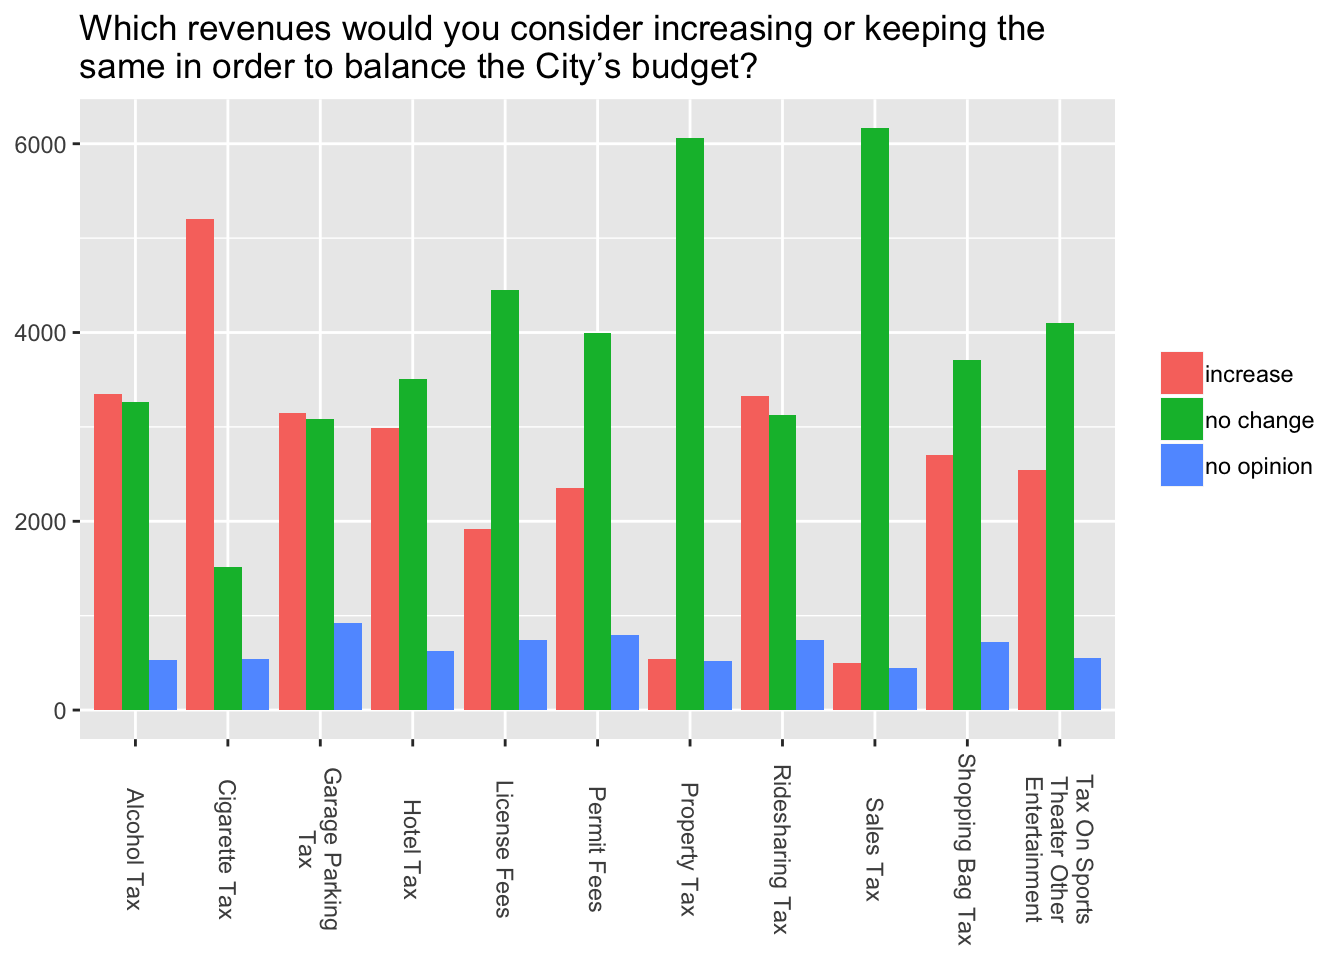 Which revenues would you consider increasing or keeping the
same in order to balance the City’s budget?
6000
4000
2000
0
increase
no change
no opinion
Alcohol Tax
Cigarette Tax
Garage Parking
Tax
Hotel Tax
License Fees
Permit Fees
Property Tax
Ridesharing Tax
Sales Tax
Shopping Bag Tax
Tax On Sports
Theater Other
Entertainment